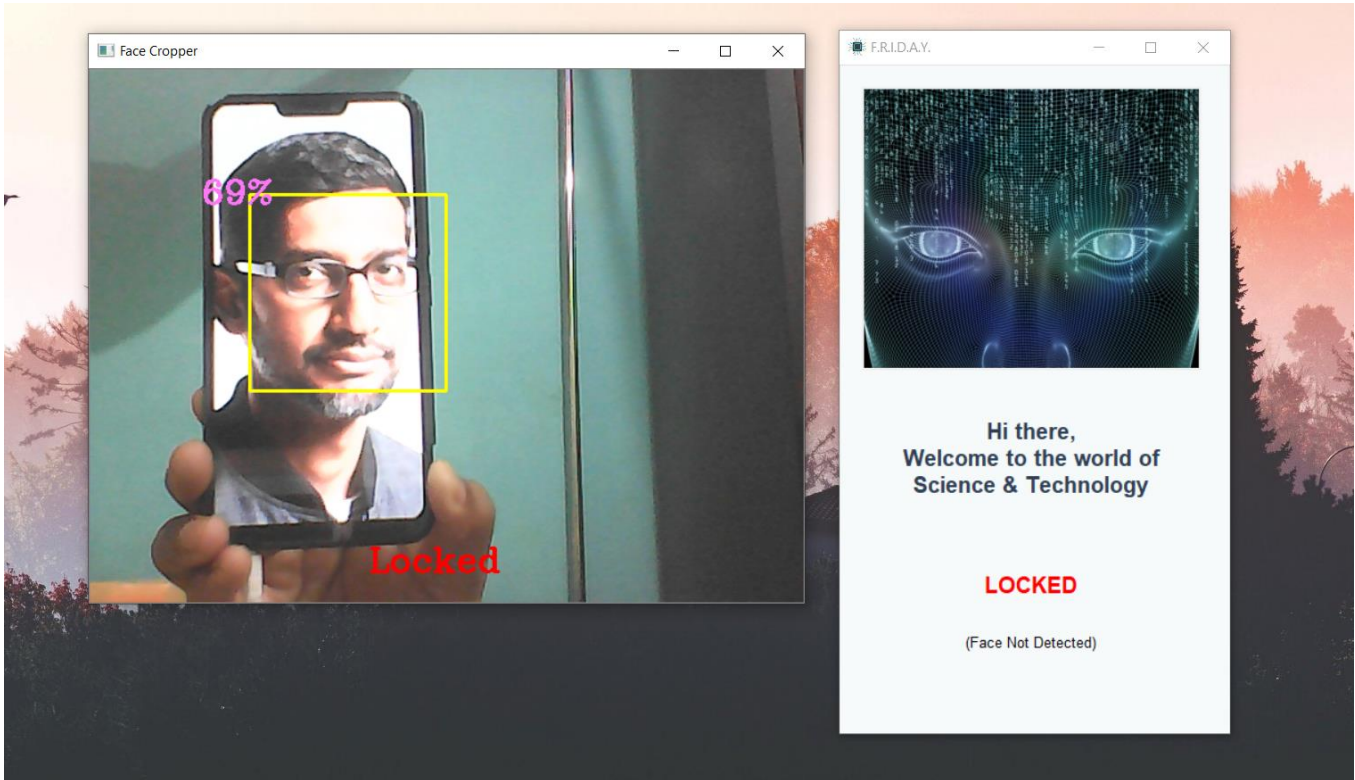 Face Cropper
69%
Locked
F.R.I.D.A.Y.
Hi there,
Welcome to the world of
Science & Technology
LOCKED
(Face Not Detected)